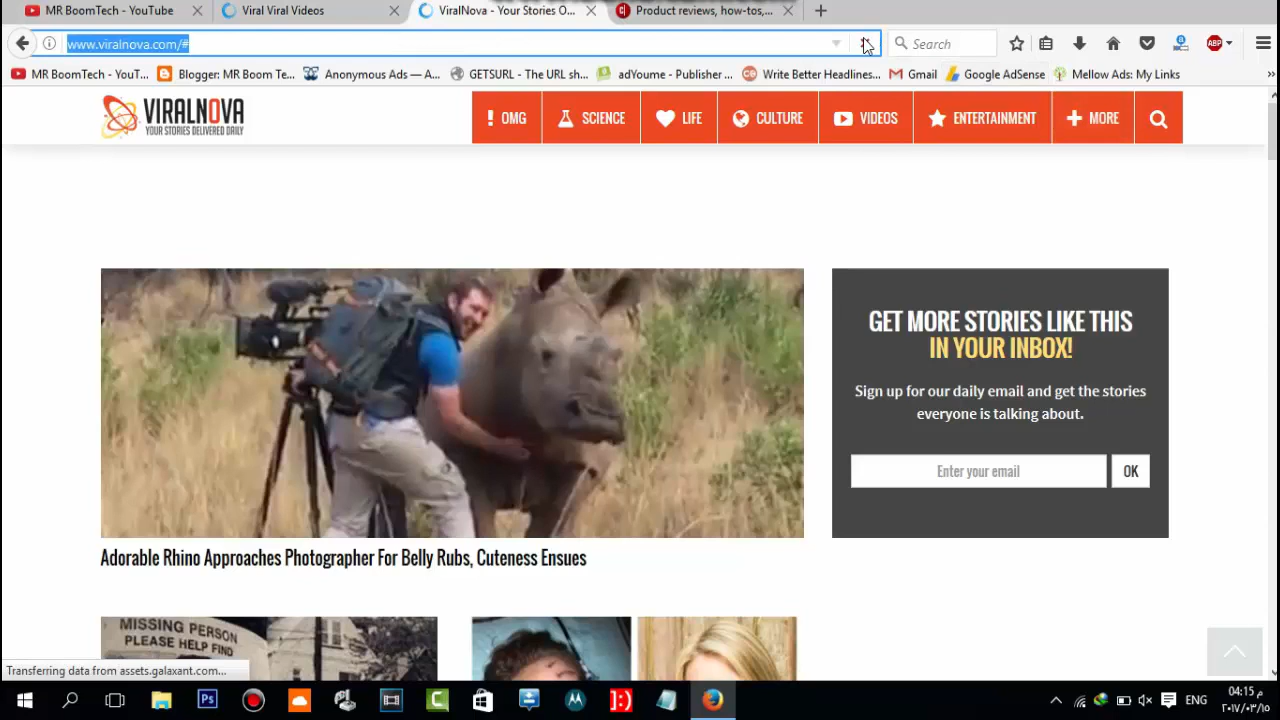 MR BoomTech - YouTube
Viral Viral Videos
ViralNova - Your Stories O...
Product reviews, how-tos,...
www.viralnova.com/#
Search
ABP
MR BoomTech - YouT...
Blogger: MR Boom Te...
Anonymous Ads — A...
GETSURL - The URL sh...
adYoume - Publisher ...
Write Better Headlines...
Gmail
Google AdSense
Mellow Ads: My Links
VIRALNOVA
YOUR STORIES DELIVERED DAILY
OMG
SCIENCE
LIFE
CULTURE
VIDEOS
ENTERTAINMENT
MORE
GET MORE STORIES LIKE THIS
IN YOUR INBOX!
Sign up for our daily email and get the stories
everyone is talking about.
Enter your email
OK
Adorable Rhino Approaches Photographer For Belly Rubs, Cuteness Ensues
MISSING PERSON
PLEASE HELP FIND
Transferring data from assets.galaxant.com...
Ps
ENG
04:15 م
٢٠١٧/٠٣/١٥